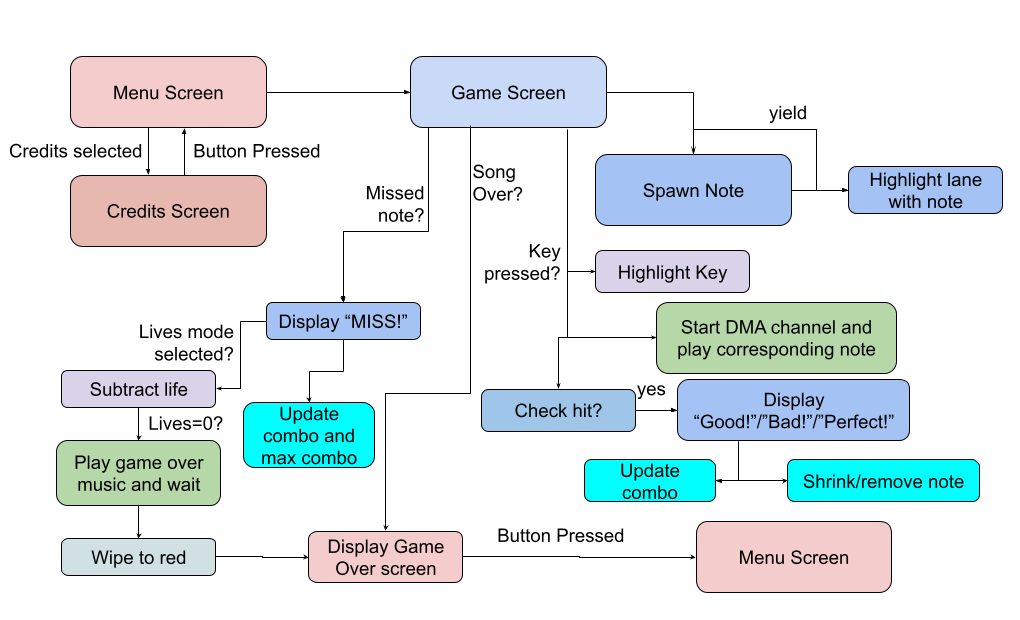 Menu Screen
Game Screen
yield
Credits selected
Button Pressed
Song
Over?
Missed
note?
Spawn Note
Highlight lane
with note
Credits Screen
Key
pressed?
Highlight Key
Display “MISS!”
Lives mode
selected?
Start DMA channel and
play corresponding note
Subtract life
yes
Check hit?
Display
“Good!”/”Bad!”/”Perfect!”
Lives=0?
Update
combo and
max combo
Play game over
music and wait
Update
combo
Shrink/remove note
Button Pressed
Wipe to red
Display Game
Over screen
Menu Screen